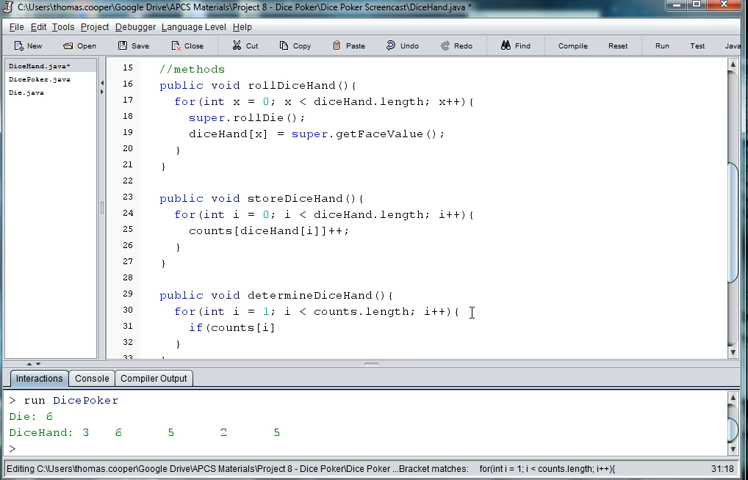 C:\Users\thomas.cooper\Google Drive\APCS Materials\Project 8 - Dice Poker\Dice Poker Screencast\DiceHand.java *
File Edit Tools Project Debugger Language Level Help
New Open Save Close Cut Copy Paste Undo Redo Find Compile Reset Run Test Java
DiceHand.java*
DicePoker.java
Die.java
15 //methods
16 public void rollDiceHand(){
17 for(int x = 0; x < diceHand.length; x++){
18 super.rollDie();
19 diceHand[x] = super.getFaceValue();
20 }
21 }
22
23 public void storeDiceHand(){
24 for(int i = 0; i < diceHand.length; i++){
25 counts[diceHand[i]]++;
26 }
27 }
28
29 public void determineDiceHand(){
30 for(int i = 1; i < counts.length; i++){
31 if(counts[i]
32 }
Interactions Console Compiler Output
> run DicePoker
Die: 6
DiceHand: 3 6 5 2 5
>
Editing C:\Users\thomas.cooper\Google Drive\APCS Materials\Project 8 - Dice Poker\Dice Poker ...Bracket matches: for(int i = 1; i < counts.length; i++){ 31:18